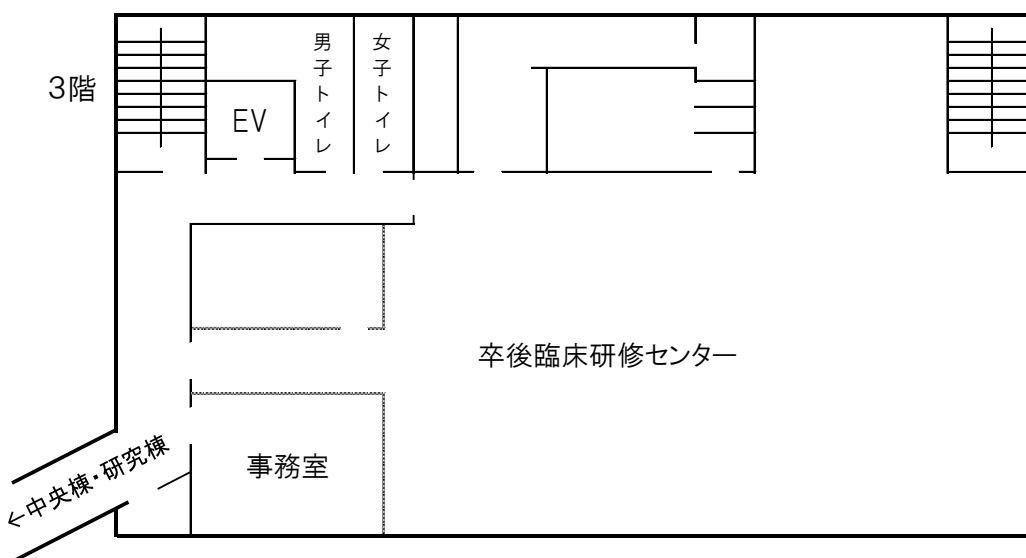 3階
EV
男子トイレ
女子トイレ
卒後臨床研修センター
事務室
←中央棟・研究棟